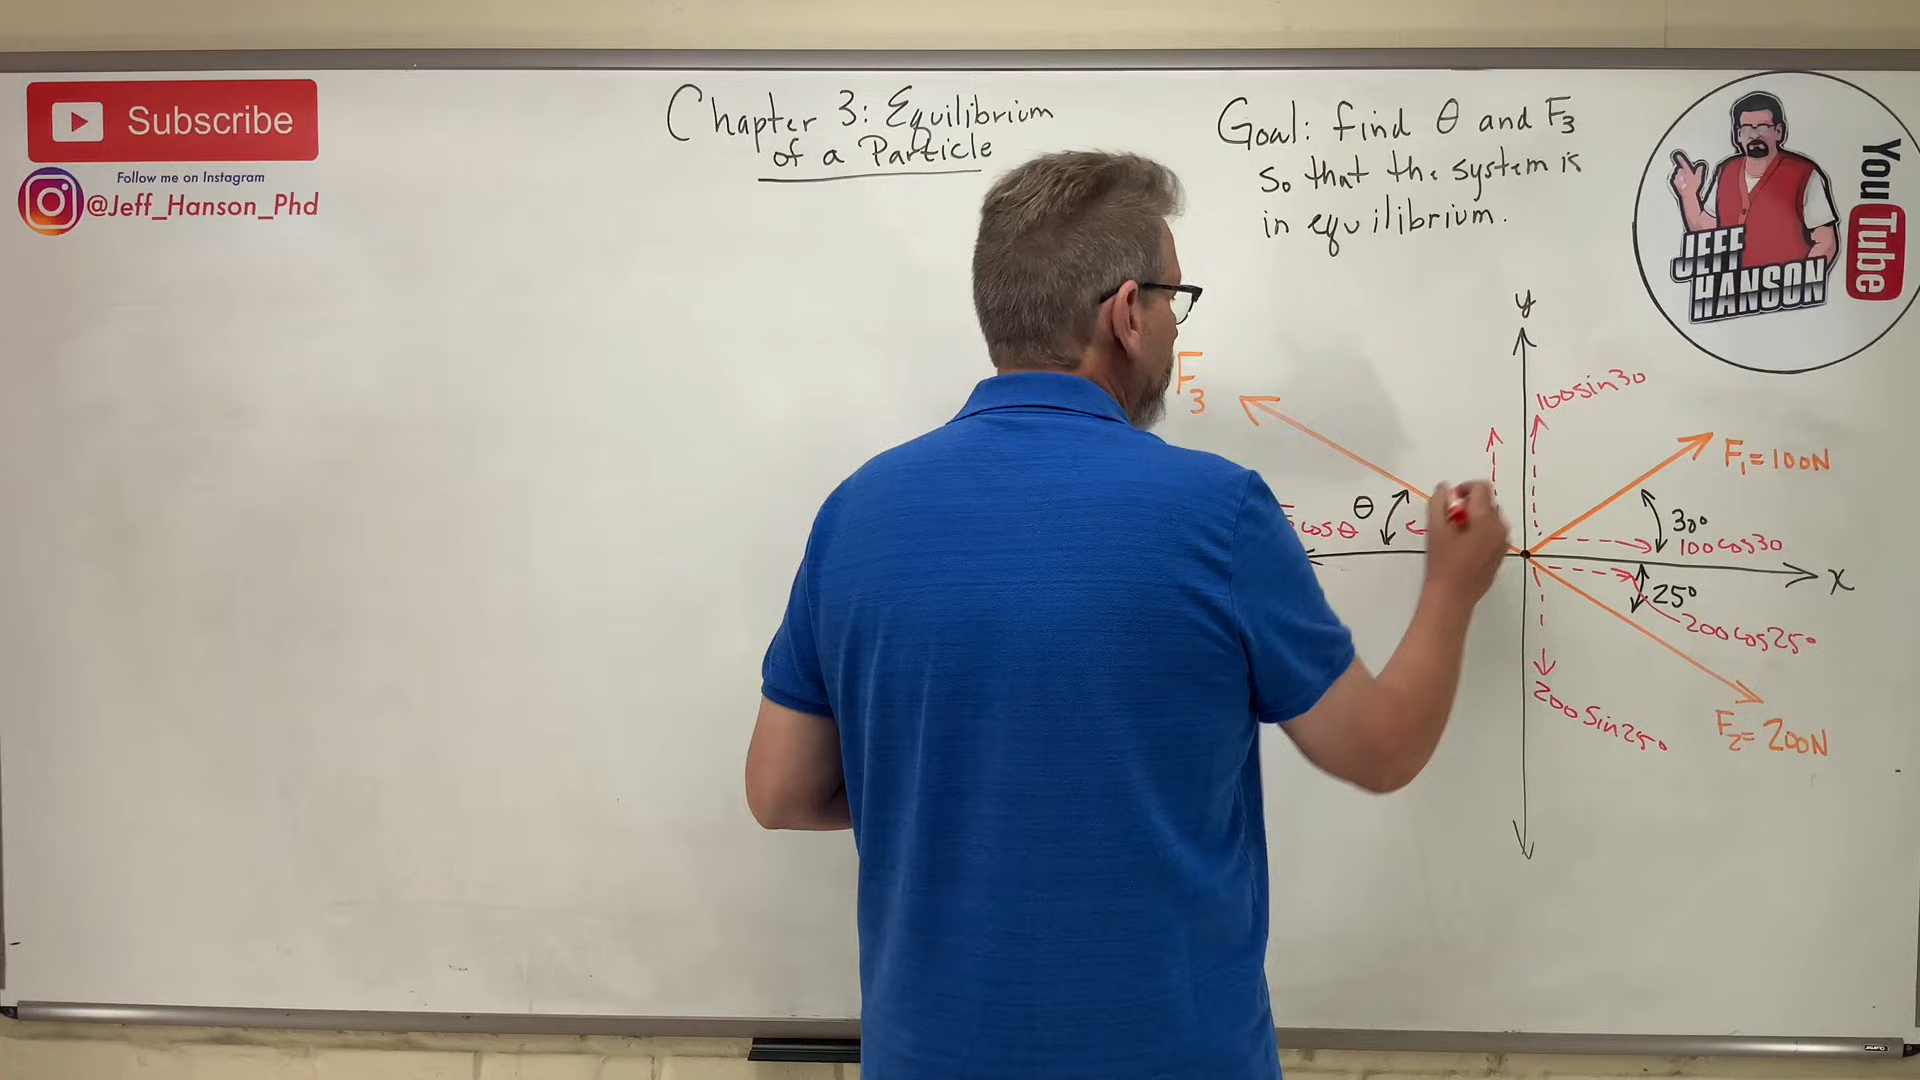 Subscribe
Follow me on Instagram
@Jeff_Hanson_Phd
Chapter 3: Equilibrium
of a Particle
Goal: find θ and F3
so that the system is
in equilibrium.
YouTube
JEFF
HANSON
y
100sin30
F3
F1=100N
θ
cosθ
30°
100cos30
x
25°
200cos25°
200sin25°
F2=200N